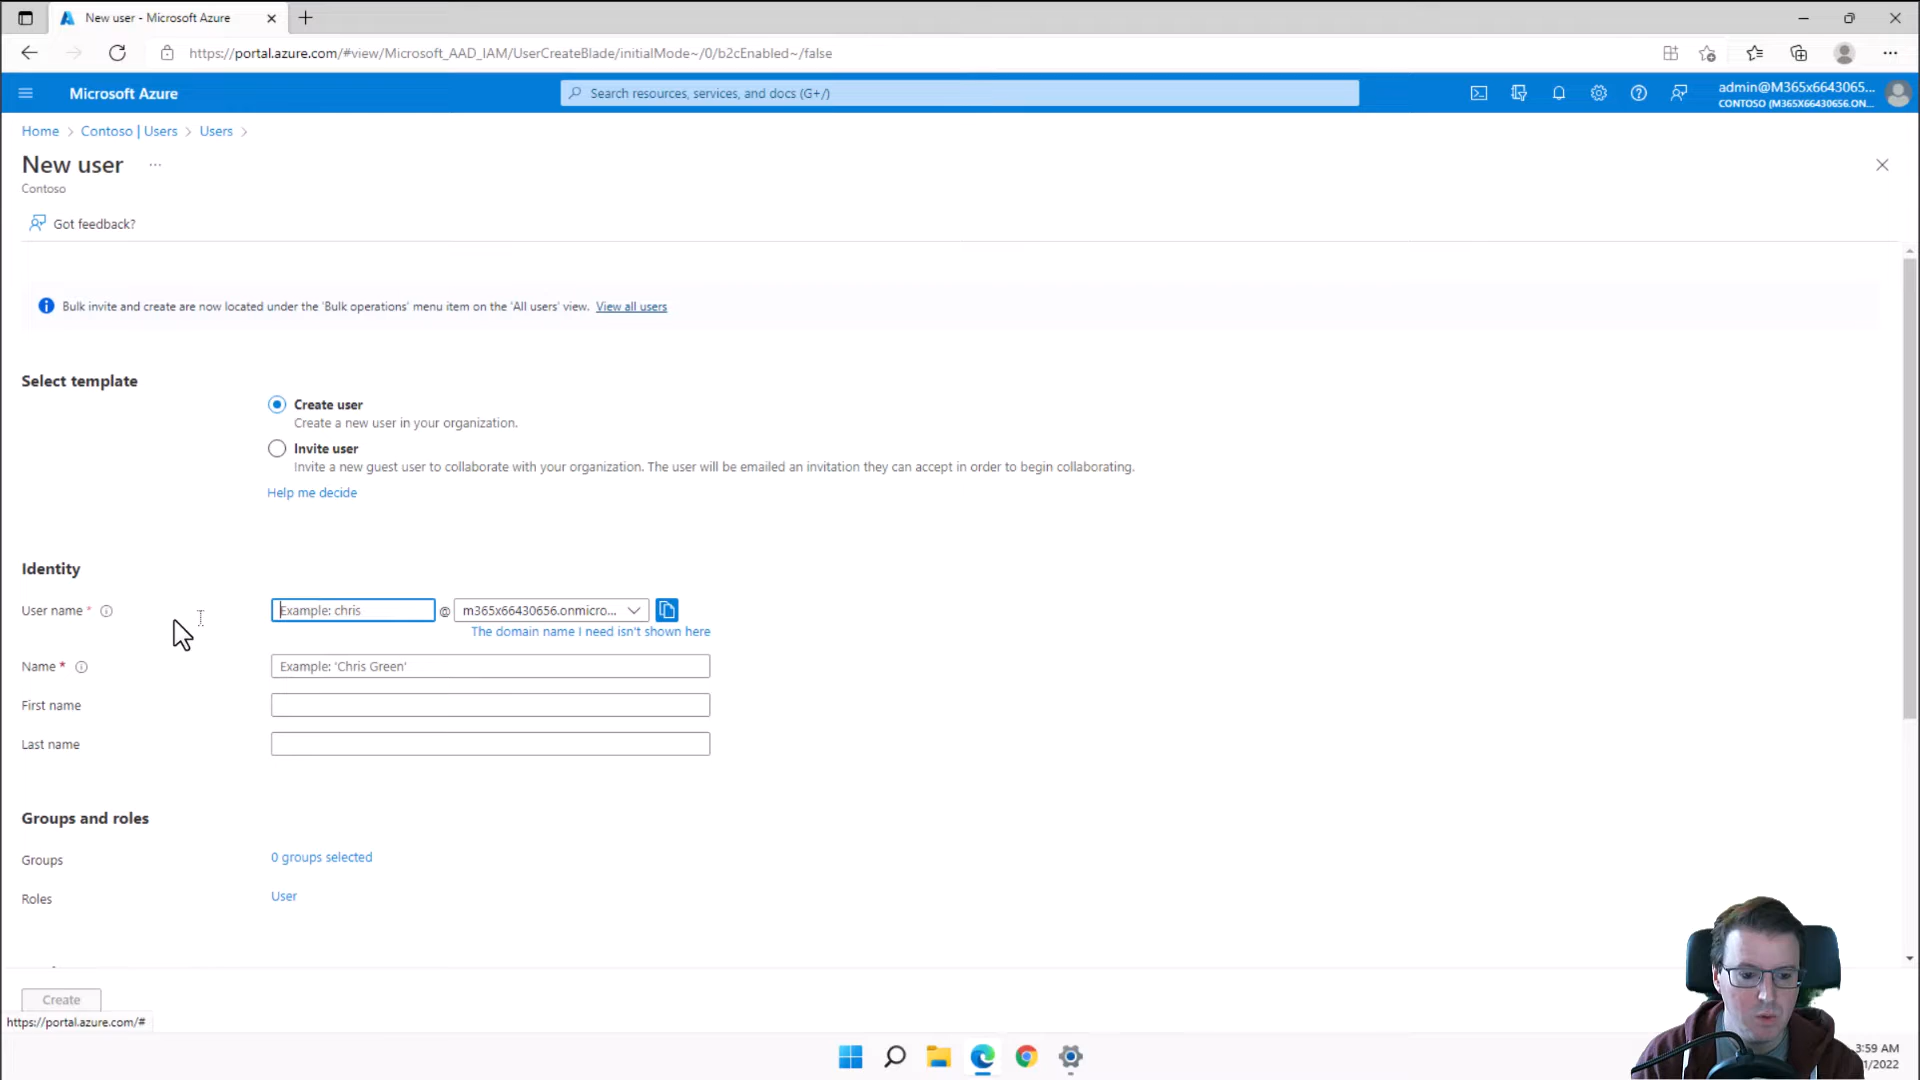 New user - Microsoft Azure
https://portal.azure.com/#view/Microsoft_AAD_IAM/UserCreateBlade/initialMode~/0/b2cEnabled~/false
Microsoft Azure
Search resources, services, and docs (G+/)
admin@M365x6643065...
CONTOSO (M365X66430656.ON...
Home > Contoso | Users > Users >
New user ...
Contoso
Got feedback?
Bulk invite and create are now located under the 'Bulk operations' menu item on the 'All users' view. View all users
Select template
Create user
Create a new user in your organization.
Invite user
Invite a new guest user to collaborate with your organization. The user will be emailed an invitation they can accept in order to begin collaborating.
Help me decide
Identity
User name * Example: chris @ m365x66430656.onmicro...
The domain name I need isn't shown here
Name * Example: 'Chris Green'
First name
Last name
Groups and roles
Groups 0 groups selected
Roles User
Create
https://portal.azure.com/#
3:59 AM
1/2022